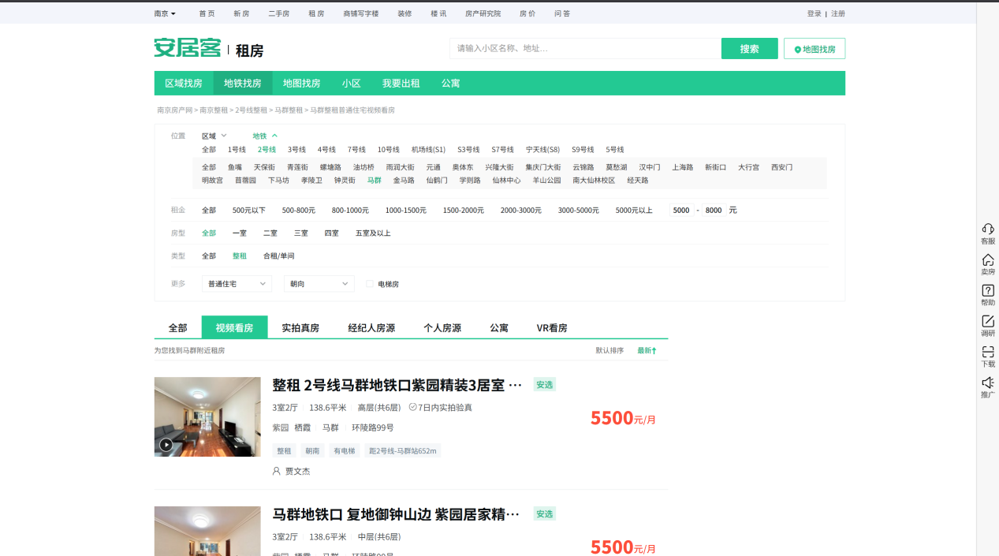 南京 首页 新房 二手房 租房 商铺写字楼 装修 楼讯 房产研究院 房价 问答 登录 | 注册
安居客 | 租房 请输入小区名称、地址... 搜索 地图找房
区域找房 地铁找房 地图找房 小区 我要出租 公寓
南京房产网 > 南京整租 > 2号线整租 > 马群整租 > 马群整租普通住宅视频看房
位置 区域 地铁
全部 1号线 2号线 3号线 4号线 7号线 10号线 机场线(S1) S3号线 S7号线 宁天线(S8) S9号线 5号线
全部 鱼嘴 天保街 青莲街 螺塘路 油坊桥 雨润大街 元通 奥体东 兴隆大街 集庆门大街 云锦路 莫愁湖 汉中门 上海路 新街口 大行宫 西安门
明故宫 苜蓿园 下马坊 孝陵卫 钟灵街 马群 金马路 仙鹤门 学则路 仙林中心 羊山公园 南大仙林校区 经天路
租金 全部 500元以下 500-800元 800-1000元 1000-1500元 1500-2000元 2000-3000元 3000-5000元 5000元以上 5000 - 8000 元
房型 全部 一室 二室 三室 四室 五室及以上
类型 全部 整租 合租/单间
更多 普通住宅 朝向 电梯房
全部 视频看房 实拍真房 经纪人房源 个人房源 公寓 VR看房
为您找到马群附近租房 默认排序 最新↑
整租 2号线马群地铁口紫园精装3居室 … 安选
3室2厅 138.6平米 高层(共6层) 7日内实拍验真
5500元/月
紫园 栖霞 马群 环陵路99号
整租 朝南 有电梯 距2号线-马群站652m
贾文杰
马群地铁口 复地御钟山边 紫园居家精… 安选
3室2厅 138.6平米 中层(共6层)
5500元/月
紫园 栖霞 马群 环陵路99号
客服
卖房
帮助
调研
下载
推广